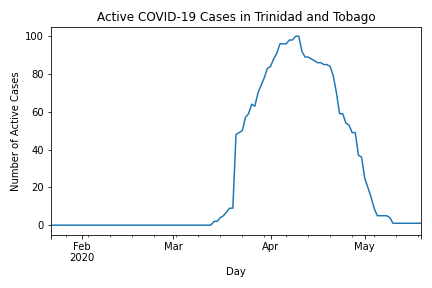 Active COVID-19 Cases in Trinidad and Tobago
100
80
60
40
20
0
Number of Active Cases
Feb
2020
Mar
Apr
May
Day